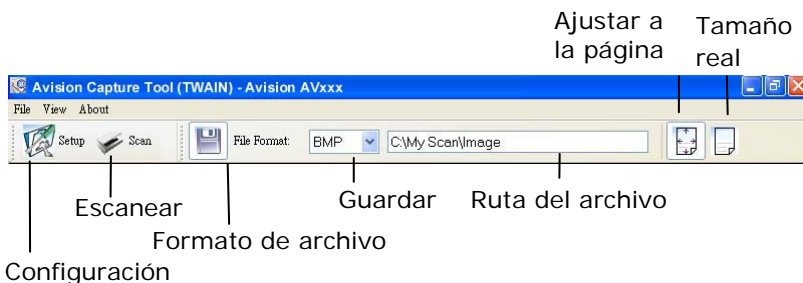 Ajustar a
la página
Tamaño
real
Avision Capture Tool (TWAIN) - Avision AVxxx
File View About
Setup Scan File Format: BMP C:\My Scan\Image
Escanear
Guardar
Ruta del archivo
Formato de archivo
Configuración